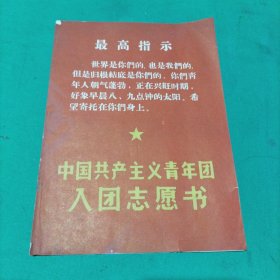 最高指示
世界是你們的，也是我們的，
但是归根结底是你們的。你們青
年人朝气蓬勃，正在兴旺时期，
好象早晨八、九点钟的太阳。希
望寄托在你們身上。
中国共产主义青年团
入团志愿书